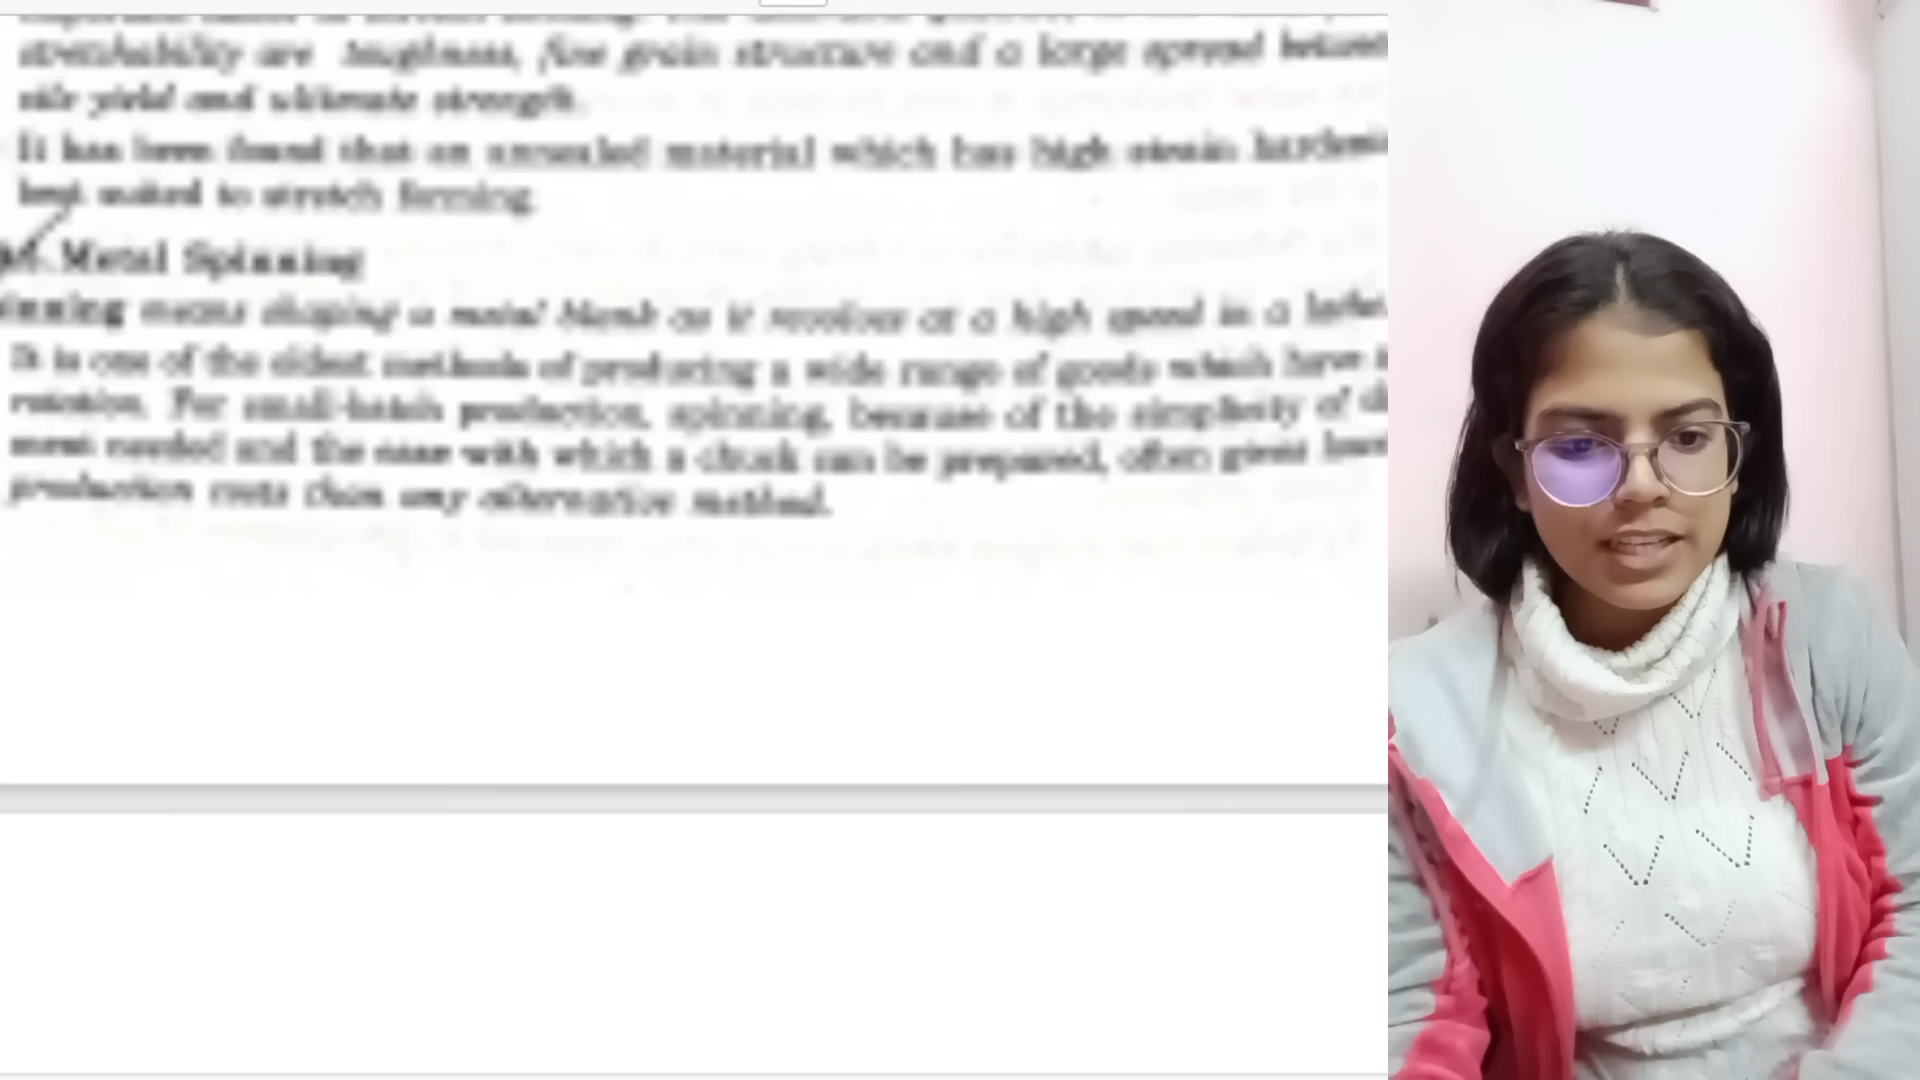 stretchability are toughness, fine grain structure and a large spread between
sile yield and ultimate strength.
It has been found that an annealed material which has high strain hardeni
best suited to stretch forming.
Metal Spinning
inning means shaping a metal blank as it revolves at a high speed in a lathe.
It is one of the oldest methods of producing a wide range of goods which have
rotation. For small-batch production, spinning, because of the simplicity of
ment needed and the ease with which a chuck can be prepared, often gives
production costs than any alternative method.